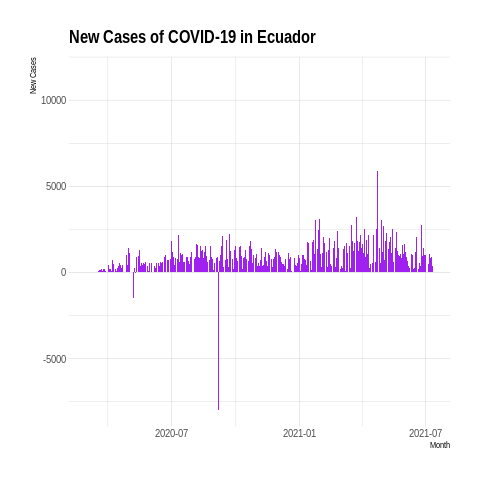 New Cases of COVID-19 in Ecuador
New Cases
10000
5000
0
-5000
2020-07
2021-01
2021-07
Month